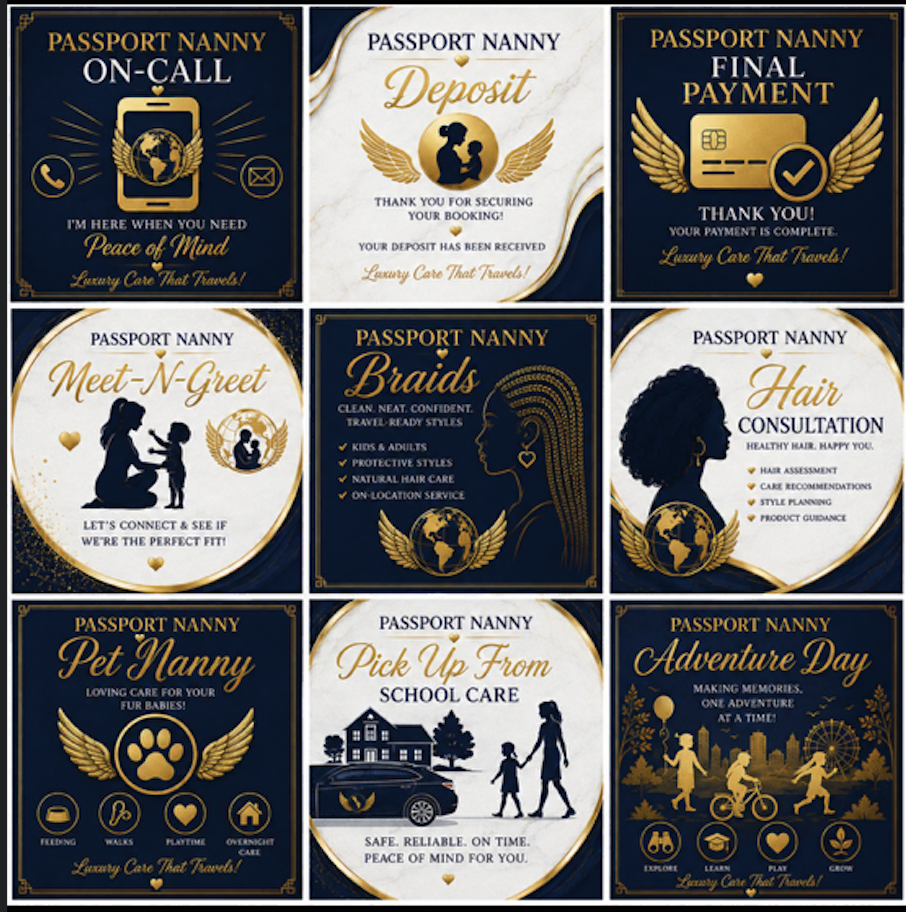 PASSPORT NANNY
ON-CALL
I'M HERE WHEN YOU NEED
Peace of Mind
Luxury Care That Travels!
PASSPORT NANNY
Deposit
THANK YOU FOR SECURING
YOUR BOOKING!
YOUR DEPOSIT HAS BEEN RECEIVED
Luxury Care That Travels!
PASSPORT NANNY
FINAL
PAYMENT
THANK YOU!
YOUR PAYMENT IS COMPLETE.
Luxury Care That Travels!
PASSPORT NANNY
Meet-N-Greet
LET'S CONNECT & SEE IF
WE'RE THE PERFECT FIT!
PASSPORT NANNY
Braids
CLEAN. NEAT. CONFIDENT.
TRAVEL-READY STYLES
KIDS & ADULTS
PROTECTIVE STYLES
NATURAL HAIR CARE
ON-LOCATION SERVICE
PASSPORT NANNY
Hair
CONSULTATION
HEALTHY HAIR. HAPPY YOU.
HAIR ASSESSMENT
CARE RECOMMENDATIONS
STYLE PLANNING
PRODUCT GUIDANCE
PASSPORT NANNY
Pet Nanny
LOVING CARE FOR YOUR
FUR BABIES!
FEEDING
WALKS
PLAYTIME
OVERNIGHT
CARE
Luxury Care That Travels!
PASSPORT NANNY
Pick Up From
SCHOOL CARE
SAFE. RELIABLE. ON TIME.
PEACE OF MIND FOR YOU.
PASSPORT NANNY
Adventure Day
MAKING MEMORIES,
ONE ADVENTURE
AT A TIME!
EXPLORE
LEARN
PLAY
GROW
Luxury Care That Travels!